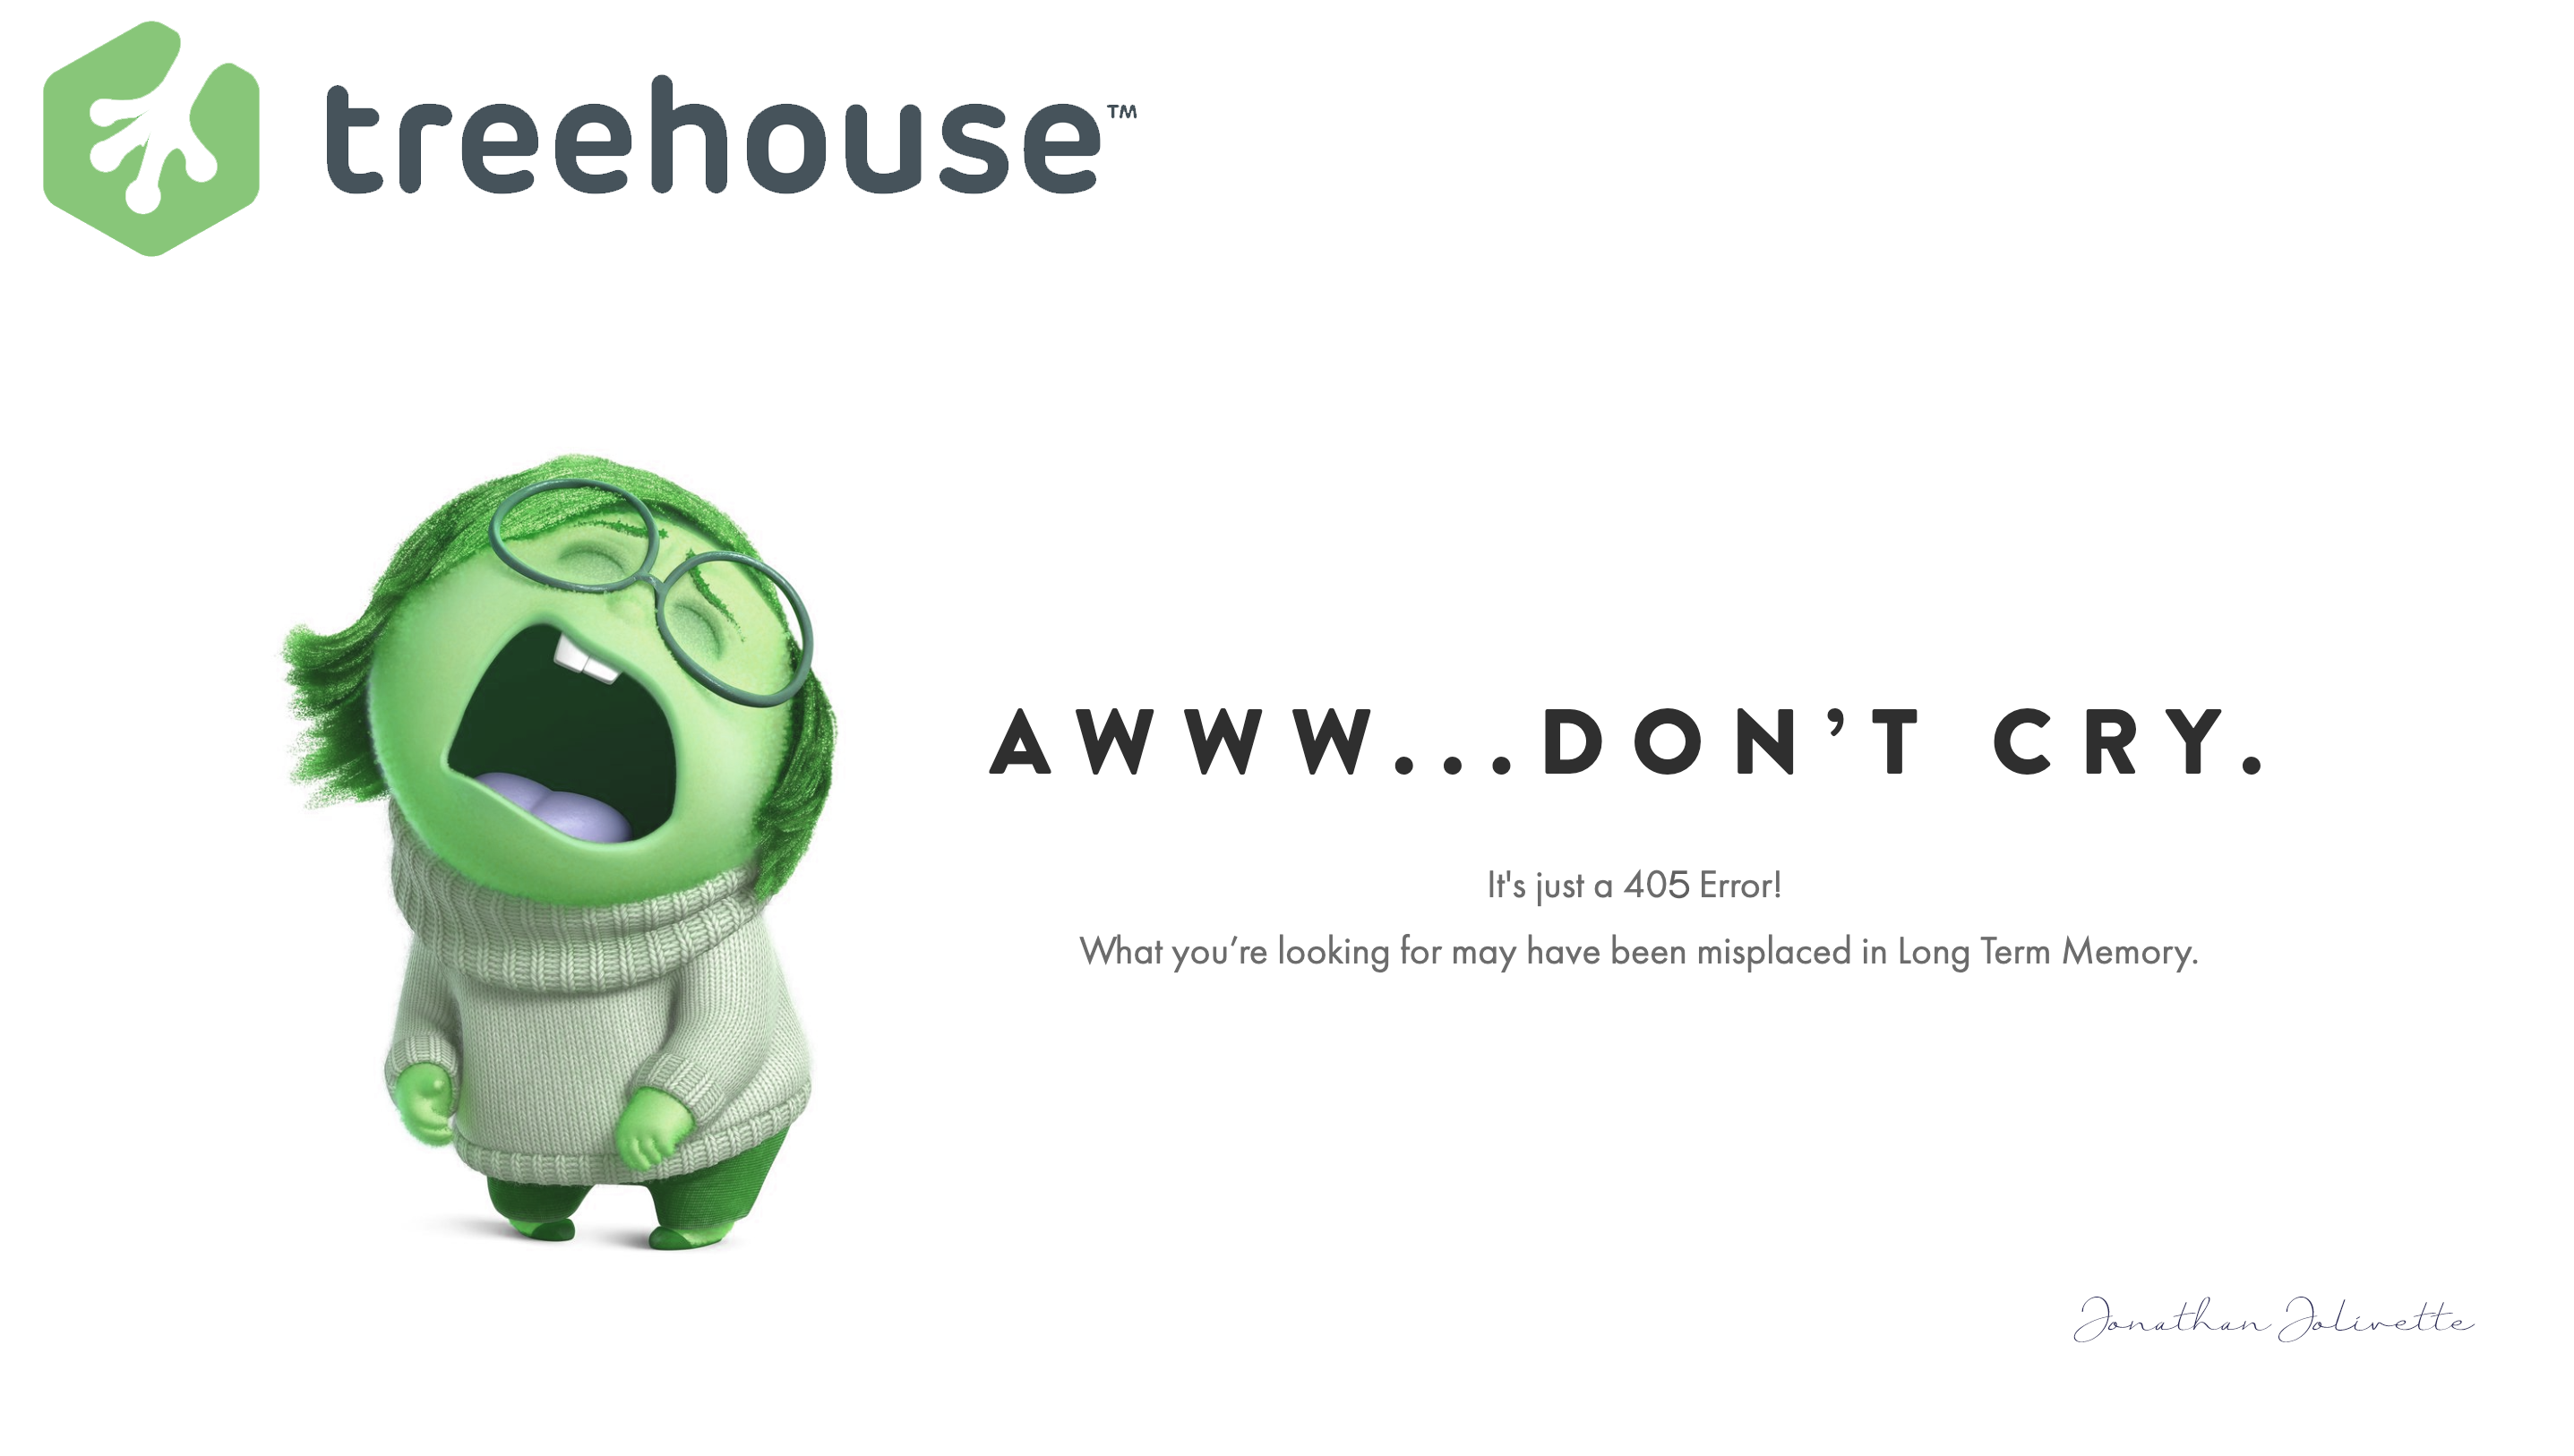 treehouse™
AWWW...DON’T CRY.
It's just a 405 Error!
What you’re looking for may have been misplaced in Long Term Memory.
Jonathan Jolivette